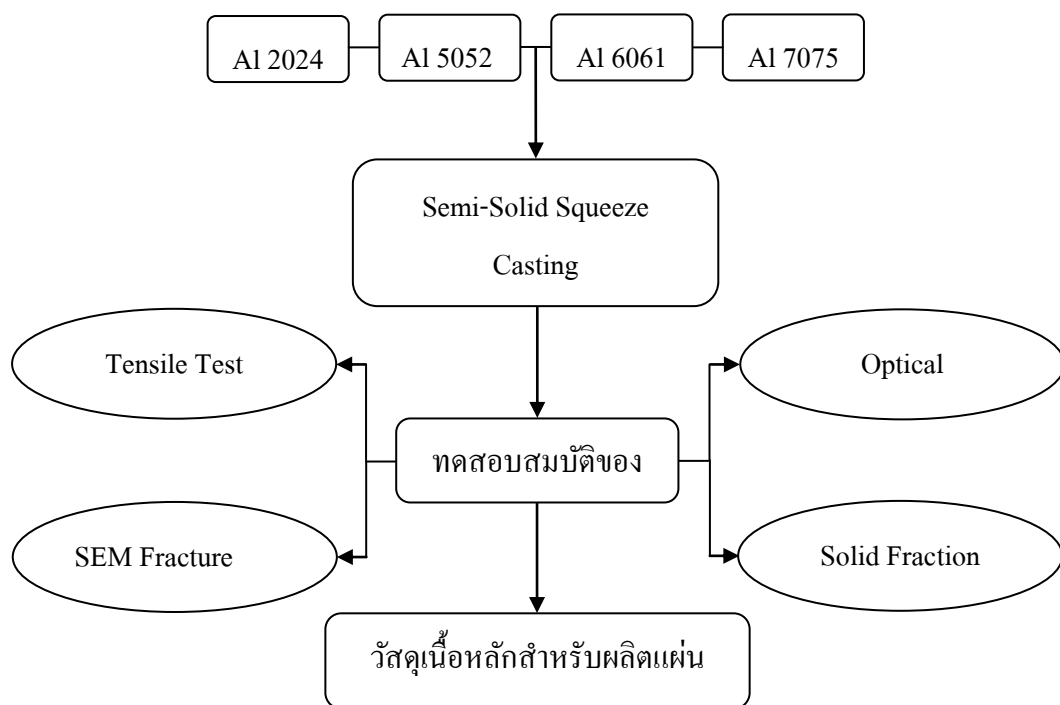 Al 2024
Al 5052
Al 6061
Al 7075
Semi-Solid Squeeze
Casting
Tensile Test
Optical
ทดสอบสมบัติของ
SEM Fracture
Solid Fraction
วัสดุเนื้อหลักสำหรับผลิตแผ่น